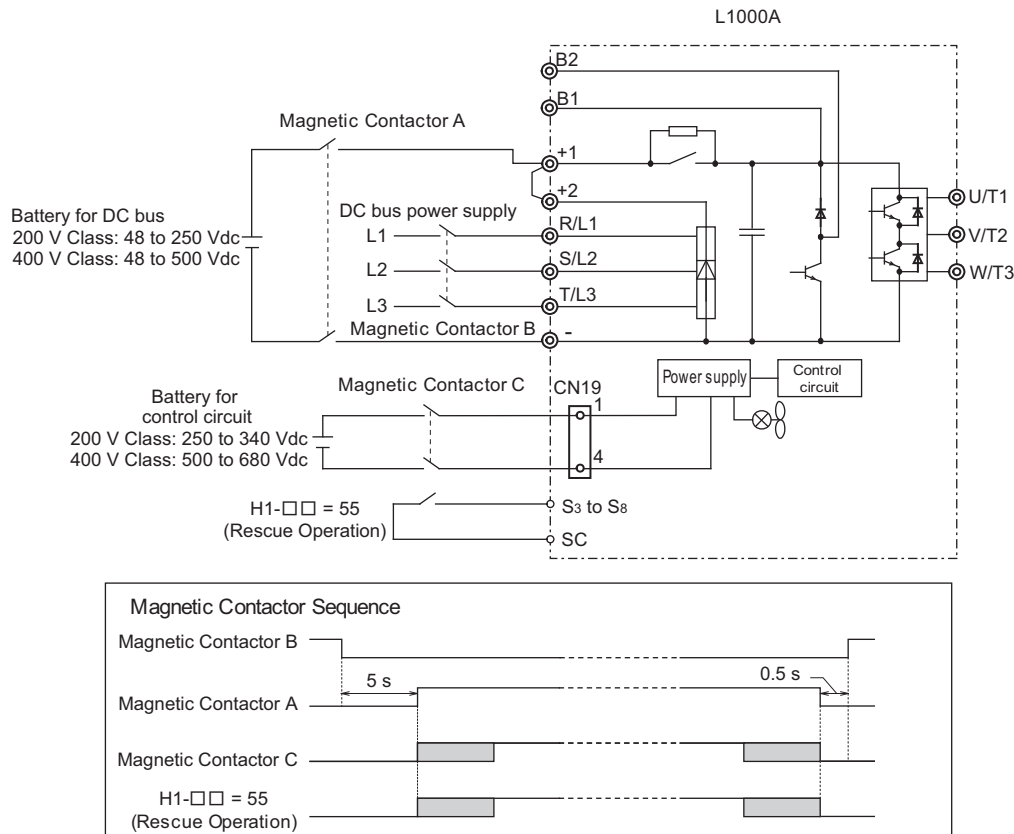 L1000A
B2
B1
Magnetic Contactor A
+1
+2
Battery for DC bus
200 V Class: 48 to 250 Vdc
400 V Class: 48 to 500 Vdc
DC bus power supply
L1
R/L1
L2
S/L2
L3
T/L3
U/T1
V/T2
W/T3
Magnetic Contactor B
-
Magnetic Contactor C
CN19
1
4
Power supply
Control
circuit
Battery for
control circuit
200 V Class: 250 to 340 Vdc
400 V Class: 500 to 680 Vdc
H1-□□ = 55
(Rescue Operation)
S3 to S8
SC
Magnetic Contactor Sequence
Magnetic Contactor B
5 s
0.5 s
Magnetic Contactor A
Magnetic Contactor C
H1-□□ = 55
(Rescue Operation)